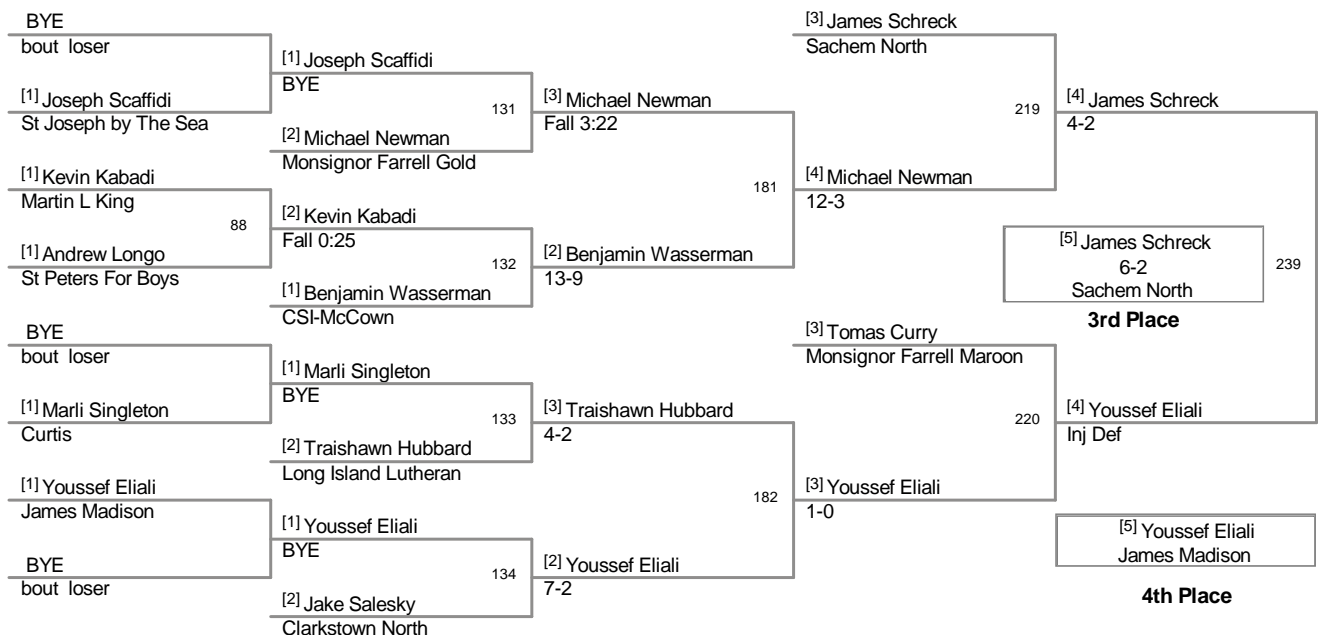 BYE
bout loser
[1] Joseph Scaffidi
St Joseph by The Sea
[1] Kevin Kabadi
Martin L King
88
[1] Andrew Longo
St Peters For Boys
BYE
bout loser
[1] Marli Singleton
Curtis
[1] Youssef Eliali
James Madison
BYE
bout loser
[1] Joseph Scaffidi
BYE
131
[2] Michael Newman
Monsignor Farrell Gold
[2] Kevin Kabadi
Fall 0:25
132
[1] Benjamin Wasserman
CSI-McCown
[1] Marli Singleton
BYE
133
[2] Traishawn Hubbard
Long Island Lutheran
[1] Youssef Eliali
BYE
134
[2] Jake Salesky
Clarkstown North
[3] Michael Newman
Fall 3:22
181
[2] Benjamin Wasserman
13-9
[3] Traishawn Hubbard
4-2
182
[2] Youssef Eliali
7-2
[3] James Schreck
Sachem North
219
[4] Michael Newman
12-3
[3] Tomas Curry
Monsignor Farrell Maroon
220
[3] Youssef Eliali
1-0
[4] James Schreck
4-2
[5] James Schreck
6-2
Sachem North
239
3rd Place
[4] Youssef Eliali
Inj Def
[5] Youssef Eliali
James Madison
4th Place